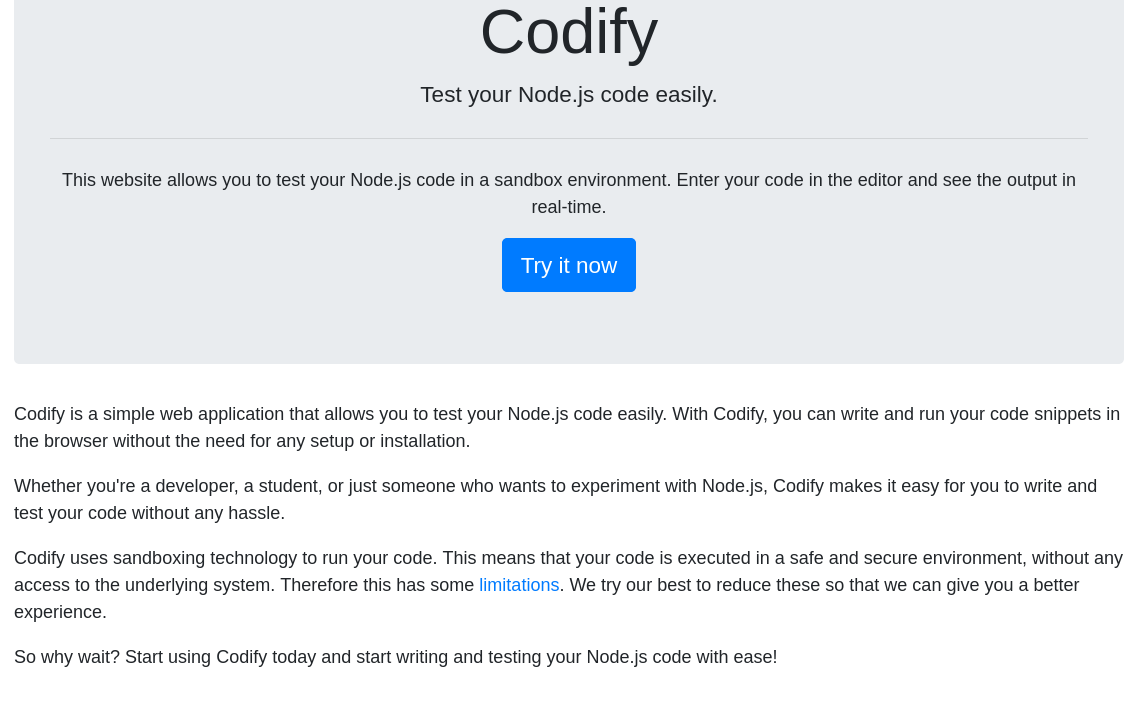 Codify
Test your Node.js code easily.
This website allows you to test your Node.js code in a sandbox environment. Enter your code in the editor and see the output in
real-time.
Try it now
Codify is a simple web application that allows you to test your Node.js code easily. With Codify, you can write and run your code snippets in
the browser without the need for any setup or installation.
Whether you're a developer, a student, or just someone who wants to experiment with Node.js, Codify makes it easy for you to write and
test your code without any hassle.
Codify uses sandboxing technology to run your code. This means that your code is executed in a safe and secure environment, without any
access to the underlying system. Therefore this has some limitations. We try our best to reduce these so that we can give you a better
experience.
So why wait? Start using Codify today and start writing and testing your Node.js code with ease!